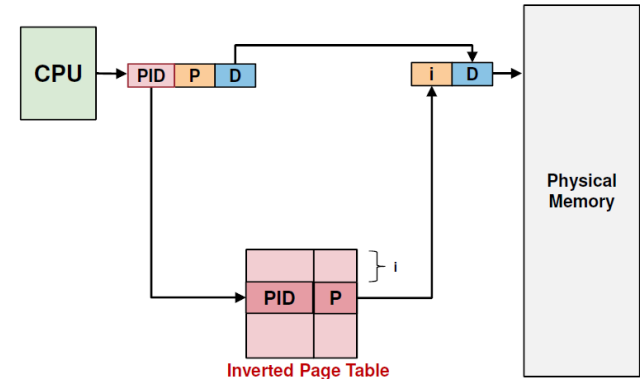 CPU
PID P D
i D
Physical
Memory
i
PID P
Inverted Page Table